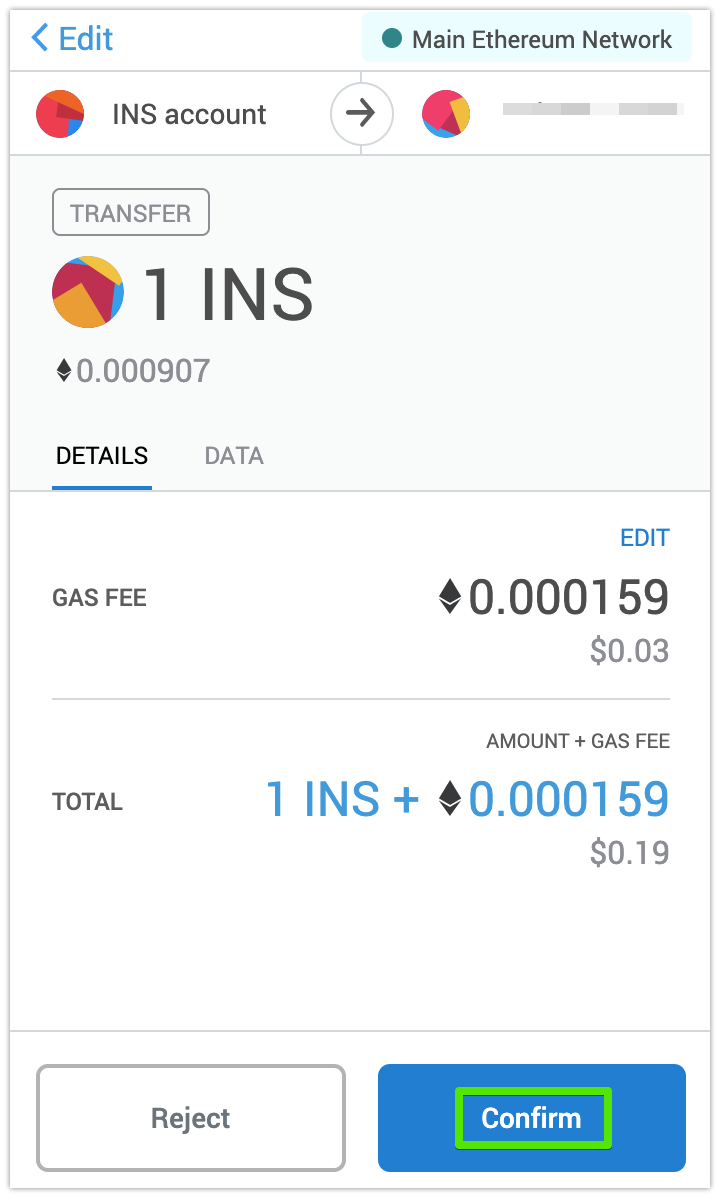 Edit
Main Ethereum Network
INS account
TRANSFER
1 INS
0.000907
DETAILS DATA
EDIT
GAS FEE 0.000159
$0.03
AMOUNT + GAS FEE
TOTAL 1 INS + 0.000159
$0.19
Reject Confirm